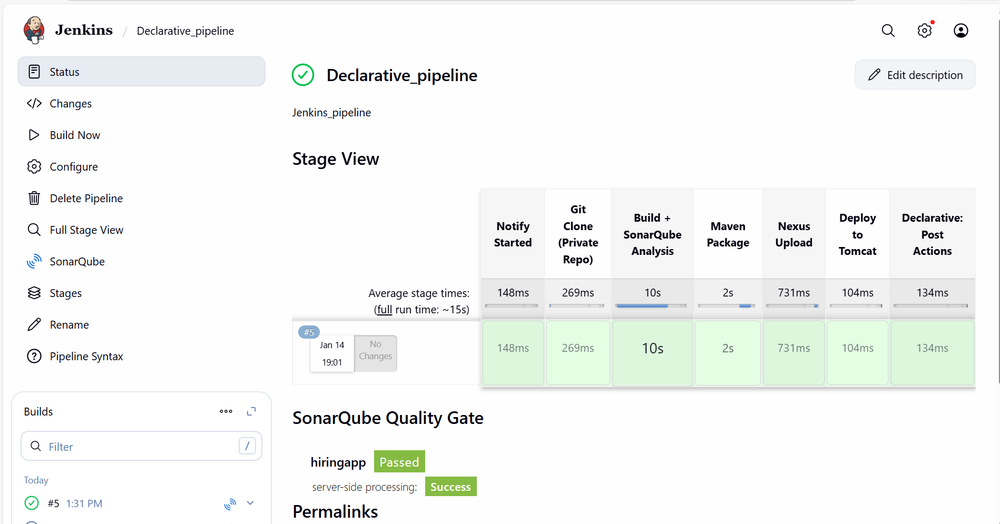 Jenkins / Declarative_pipeline
Status
Changes
Build Now
Configure
Delete Pipeline
Full Stage View
SonarQube
Stages
Rename
Pipeline Syntax
Builds
Filter /
Today
#5 1:31 PM
Declarative_pipeline
Edit description
Jenkins_pipeline
Stage View
Notify
Started
Git
Clone
(Private
Repo)
Build +
SonarQube
Analysis
Maven
Package
Nexus
Upload
Deploy
to
Tomcat
Declarative:
Post
Actions
Average stage times:
(full run time: ~15s)
148ms 269ms 10s 2s 731ms 104ms 134ms
#5
Jan 14
19:01
No
Changes
148ms 269ms 10s 2s 731ms 104ms 134ms
SonarQube Quality Gate
hiringapp Passed
server-side processing: Success
Permalinks